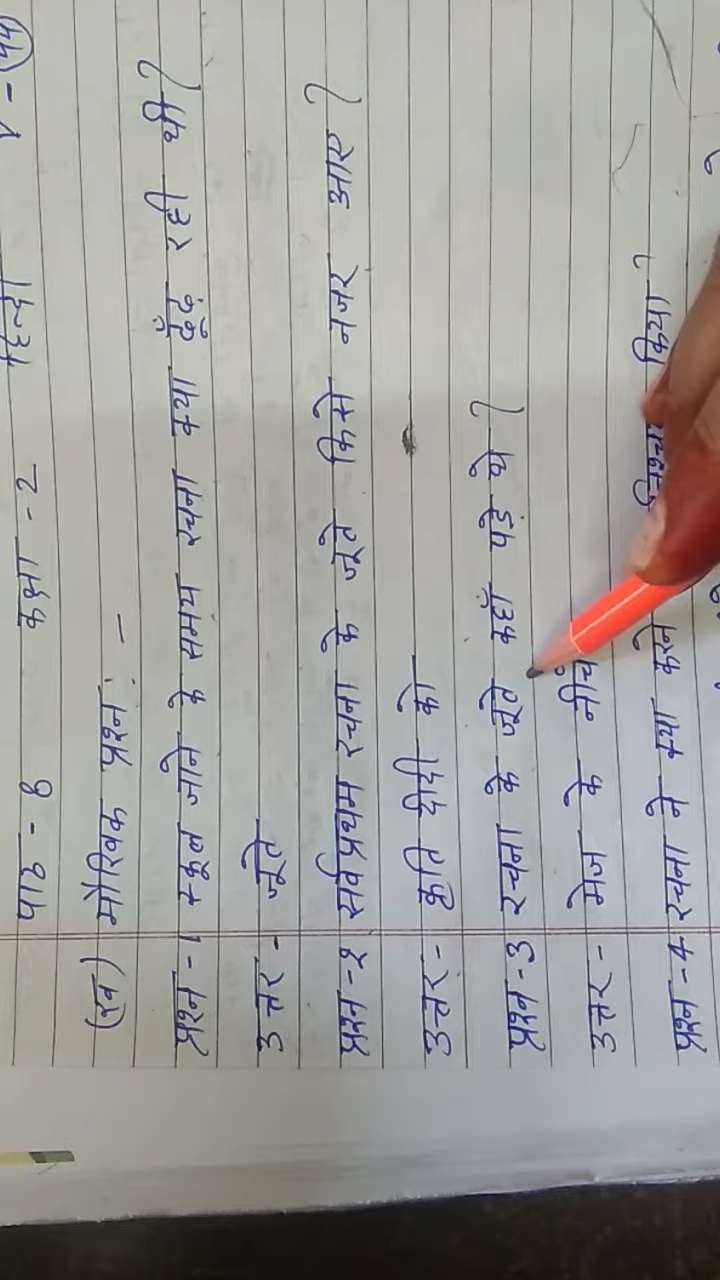 पाठ - 8 कक्षा - 2 हिन्दी
(ख) मौखिक प्रश्न : -
प्रश्न - 1 स्कूल जाने के समय रचना क्या ढूँढ़ रही थी ?
उत्तर - जूते
प्रश्न - २ सर्वप्रथम रचना के जूते किसे नजर आए ?
उत्तर - कृति दीदी को
प्रश्न - 3 रचना के जूते कहाँ पड़े थे ?
उत्तर - मेज के नीचे
प्रश्न - 4 रचना ने क्या करने किया ?